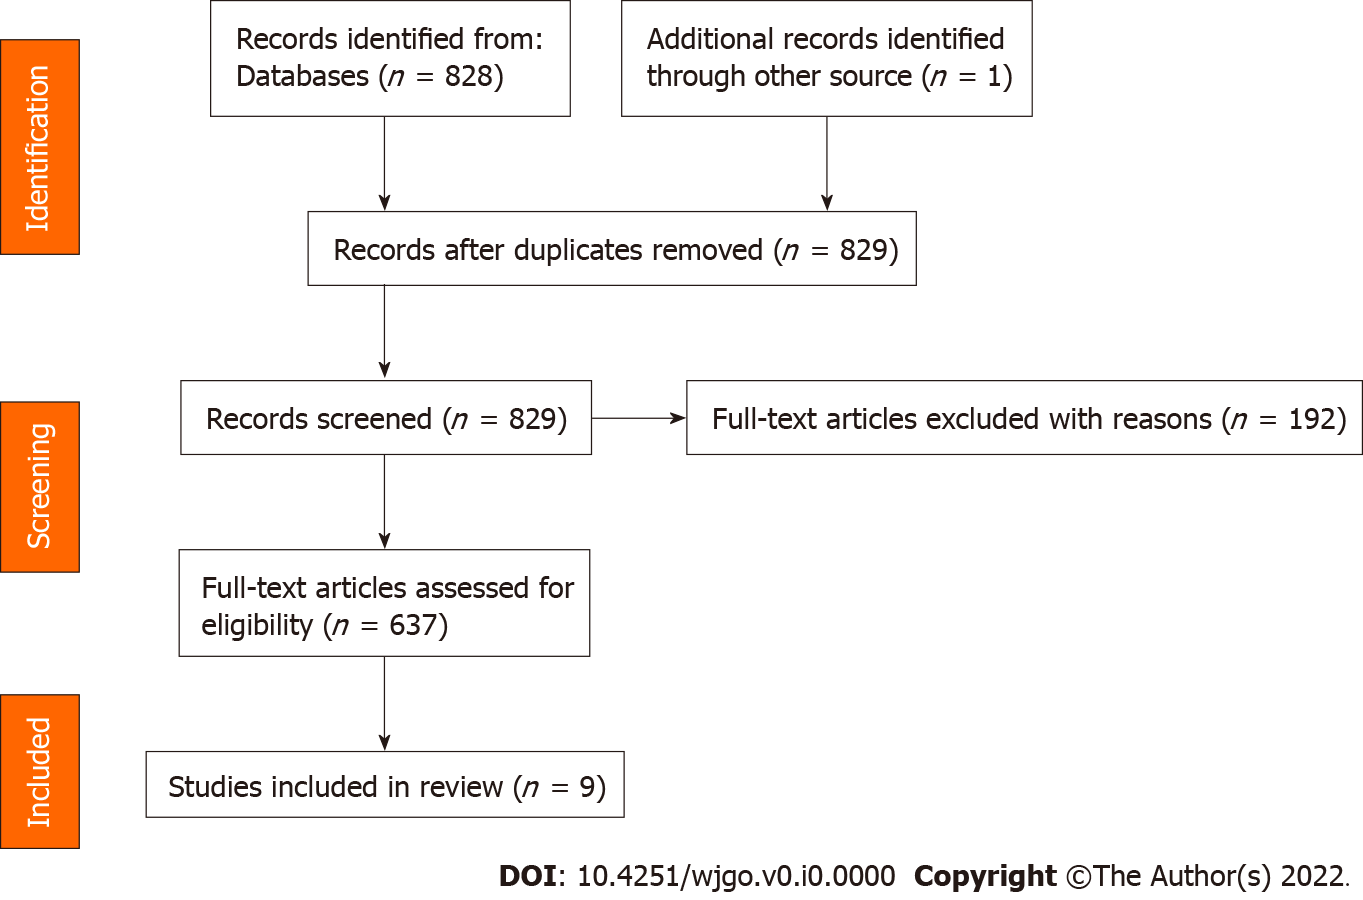 Identification
Records identified from:
Databases (n = 828)
Additional records identified
through other source (n = 1)
Records after duplicates removed (n = 829)
Screening
Records screened (n = 829)
Full-text articles excluded with reasons (n = 192)
Full-text articles assessed for
eligibility (n = 637)
Included
Studies included in review (n = 9)
DOI: 10.4251/wjgo.v0.i0.0000 Copyright ©The Author(s) 2022.